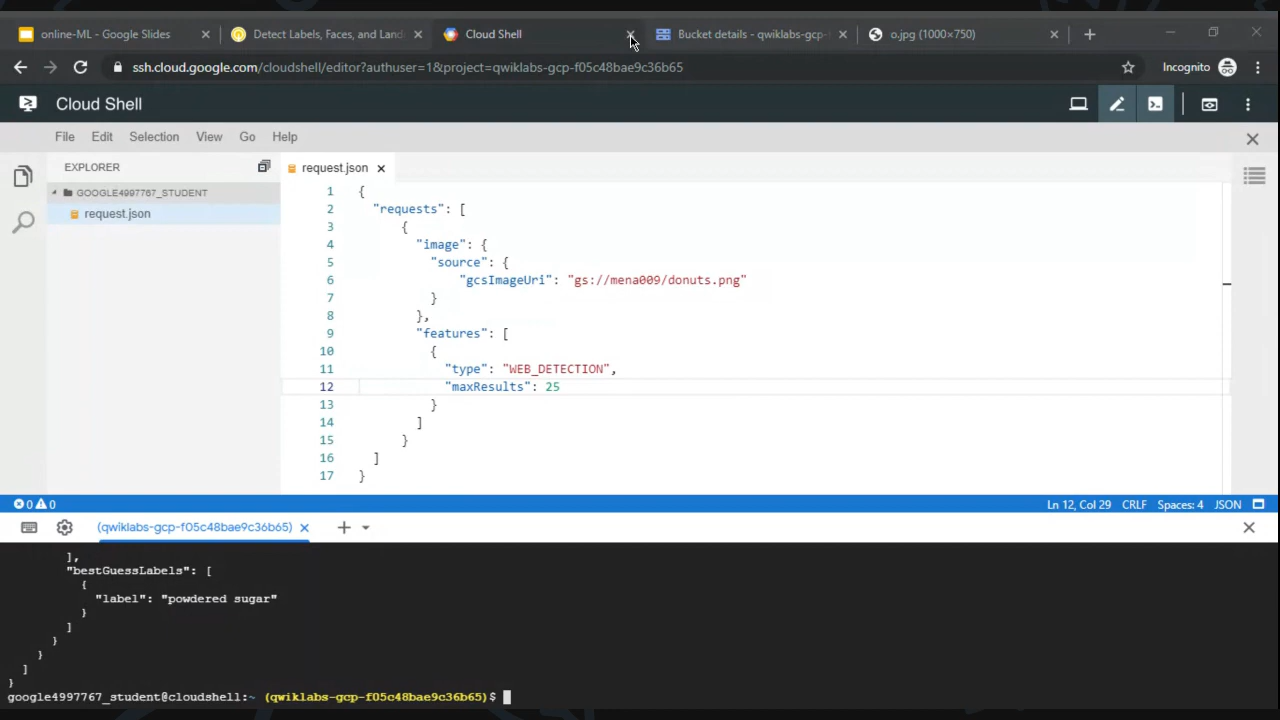 online-ML - Google Slides
Detect Labels, Faces, and Land
Cloud Shell
Bucket details - qwiklabs-gcp-
o.jpg (1000×750)
ssh.cloud.google.com/cloudshell/editor?authuser=1&project=qwiklabs-gcp-f05c48bae9c36b65
Incognito
Cloud Shell
File Edit Selection View Go Help
EXPLORER
GOOGLE4997767_STUDENT
request.json
request.json
1 {
2 "requests": [
3 {
4 "image": {
5 "source": {
6 "gcsImageUri": "gs://mena009/donuts.png"
7 }
8 },
9 "features": [
10 {
11 "type": "WEB_DETECTION",
12 "maxResults": 25
13 }
14 ]
15 }
16 ]
17 }
0 0
Ln 12, Col 29 CRLF Spaces: 4 JSON
(qwiklabs-gcp-f05c48bae9c36b65)
],
"bestGuessLabels": [
{
"label": "powdered sugar"
}
]
}
}
]
}
google4997767_student@cloudshell:~ (qwiklabs-gcp-f05c48bae9c36b65)$